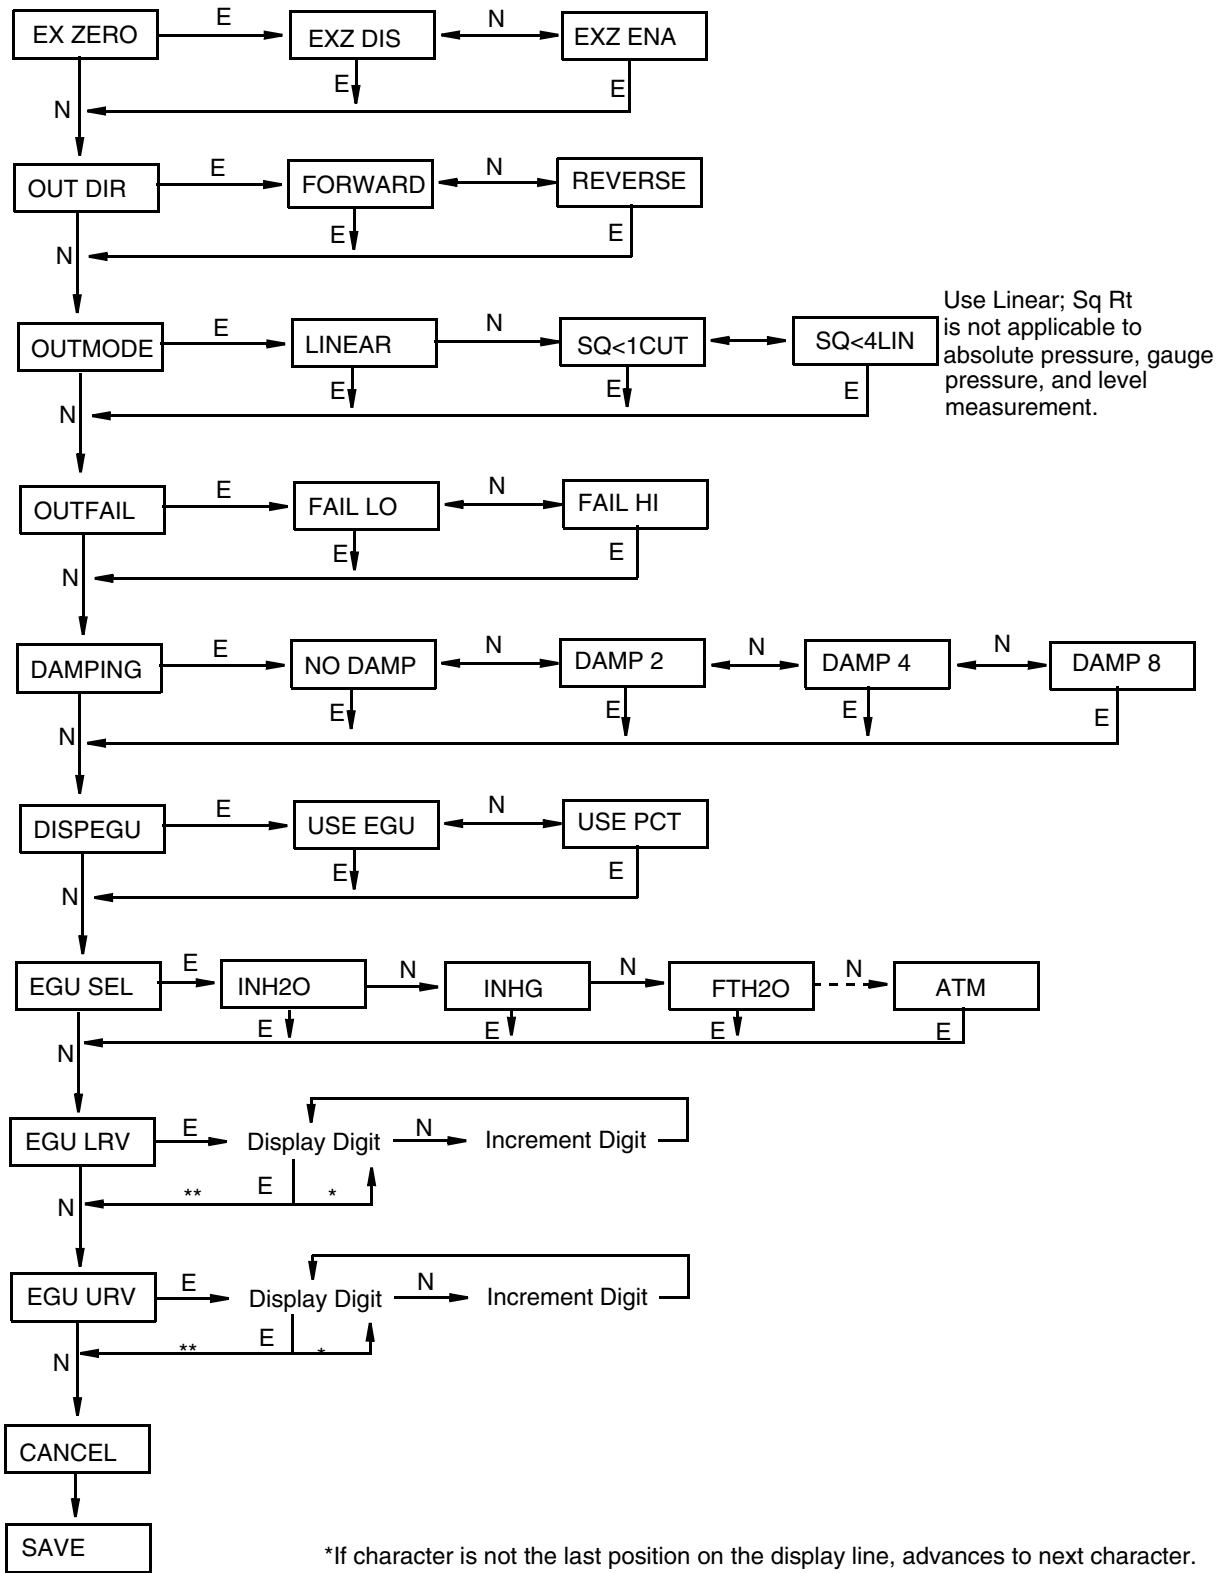 EX ZERO E EXZ DIS N EXZ ENA
E E
N
OUT DIR E FORWARD N REVERSE
E E
N
OUTMODE E LINEAR N SQ<1CUT SQ<4LIN
Use Linear; Sq Rt
is not applicable to
absolute pressure, gauge
pressure, and level
measurement.
E E E
N
OUTFAIL E FAIL LO N FAIL HI
E E
N
DAMPING E NO DAMP N DAMP 2 N DAMP 4 N DAMP 8
E E E E
N
DISPEGU E USE EGU N USE PCT
E E
N
EGU SEL E INH2O N INHG N FTH2O N ATM
E E E E
N
EGU LRV E Display Digit N Increment Digit
** E *
N
EGU URV E Display Digit N Increment Digit
** E *
N
CANCEL
SAVE
*If character is not the last position on the display line, advances to next character.